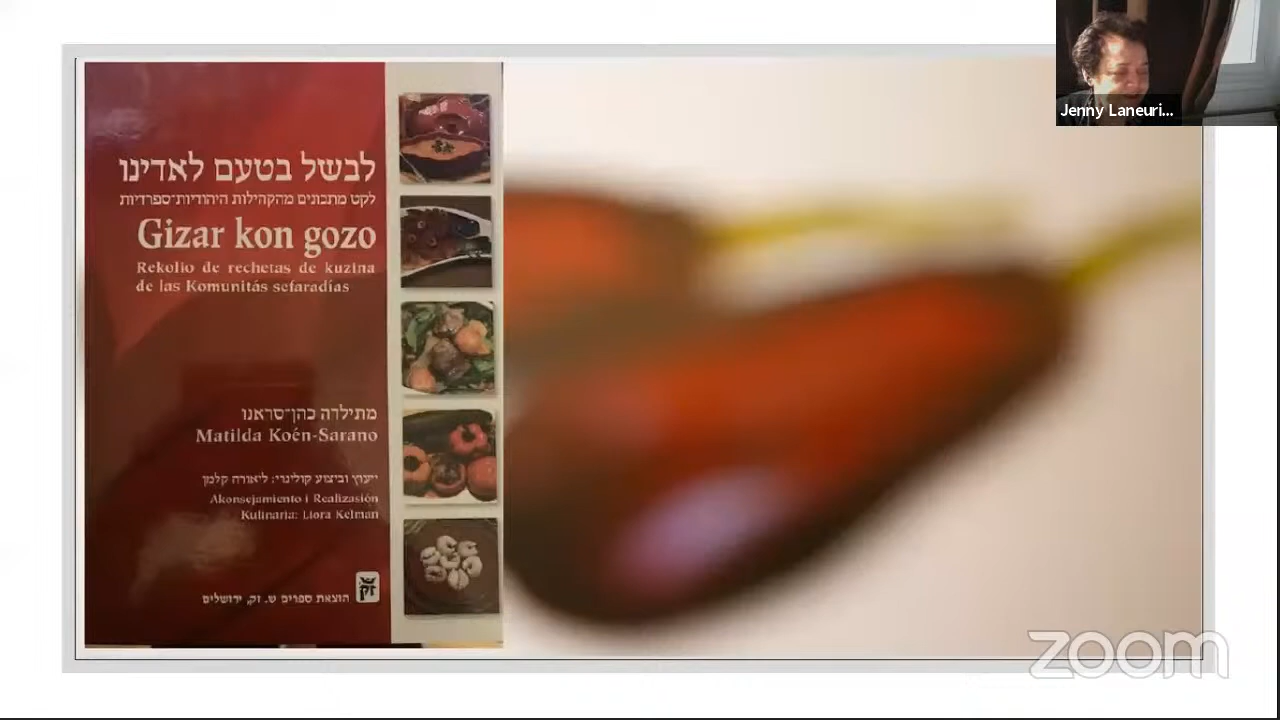 לבשל בטעם לאדינו
לקט מתכונים מהקהילות היהודיות־ספרדיות
Gizar kon gozo
Rekolio de rechetas de kuzina
de las Komunitás sefaradías
מתילדה כהן־סראנו
Matilda Koén-Sarano
ייעוץ וביצוע קולינרי: ליאורה קלמן
Akonsejamiento i Realizasión
Kulinaria: Liora Kelman
הוצאת ספרים ש. זק, ירושלים
Jenny Laneuri...
zoom